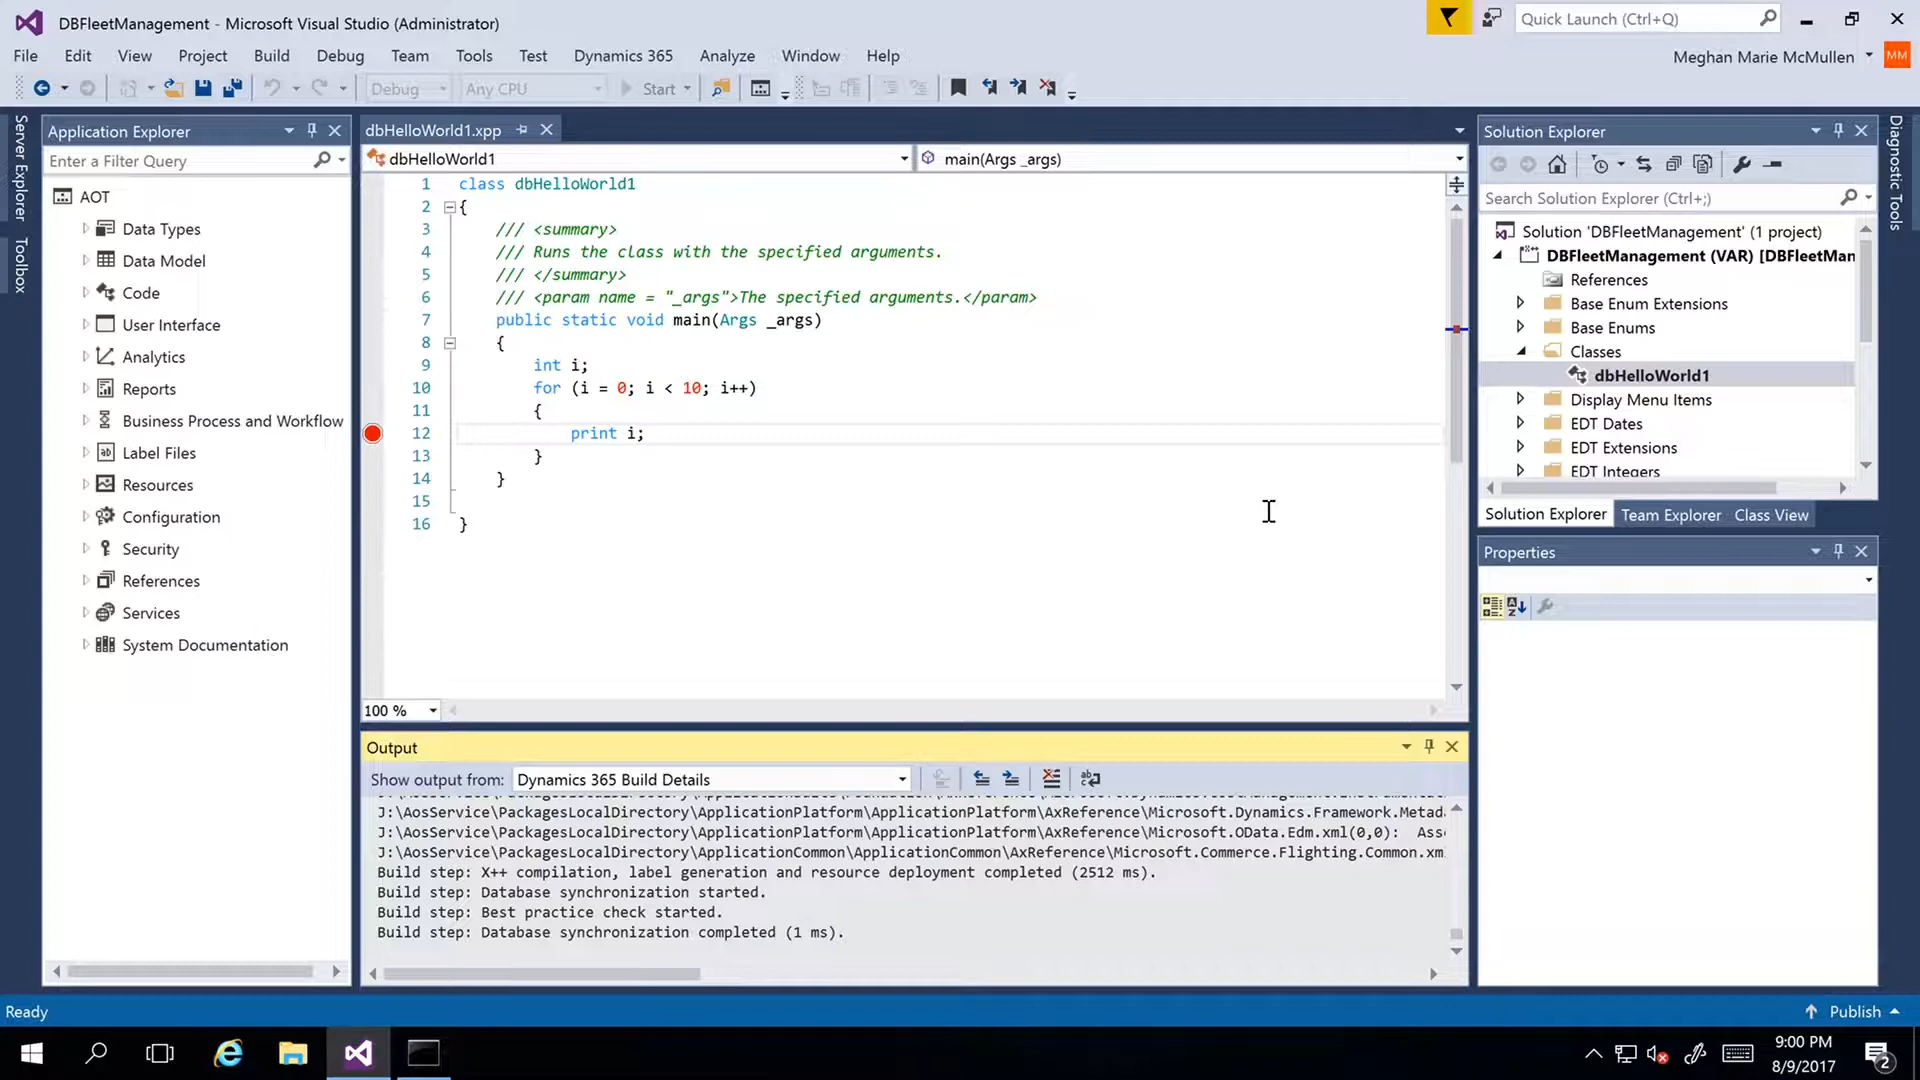 DBFleetManagement - Microsoft Visual Studio (Administrator)
Quick Launch (Ctrl+Q)
File Edit View Project Build Debug Team Tools Test Dynamics 365 Analyze Window Help
Meghan Marie McMullen MM
Debug Any CPU Start
Server Explorer
Toolbox
Application Explorer
Enter a Filter Query
AOT
Data Types
Data Model
Code
User Interface
Analytics
Reports
Business Process and Workflow
Label Files
Resources
Configuration
Security
References
Services
System Documentation
dbHelloWorld1.xpp
dbHelloWorld1 main(Args _args)
1 class dbHelloWorld1
2 {
3 /// <summary>
4 /// Runs the class with the specified arguments.
5 /// </summary>
6 /// <param name = "_args">The specified arguments.</param>
7 public static void main(Args _args)
8 {
9 int i;
10 for (i = 0; i < 10; i++)
11 {
12 print i;
13 }
14 }
15
16 }
100 %
Output
Show output from: Dynamics 365 Build Details
J:\AosService\PackagesLocalDirectory\ApplicationPlatform\ApplicationPlatform\AxReference\Microsoft.Dynamics.Framework.Metad
J:\AosService\PackagesLocalDirectory\ApplicationPlatform\ApplicationPlatform\AxReference\Microsoft.OData.Edm.xml(0,0): Ass
J:\AosService\PackagesLocalDirectory\ApplicationCommon\ApplicationCommon\AxReference\Microsoft.Commerce.Flighting.Common.xm
Build step: X++ compilation, label generation and resource deployment completed (2512 ms).
Build step: Database synchronization started.
Build step: Best practice check started.
Build step: Database synchronization completed (1 ms).
Solution Explorer
Search Solution Explorer (Ctrl+;)
Solution 'DBFleetManagement' (1 project)
DBFleetManagement (VAR) [DBFleetMan
References
Base Enum Extensions
Base Enums
Classes
dbHelloWorld1
Display Menu Items
EDT Dates
EDT Extensions
EDT Integers
Solution Explorer Team Explorer Class View
Properties
Diagnostic Tools
Ready
Publish
9:00 PM
8/9/2017
2